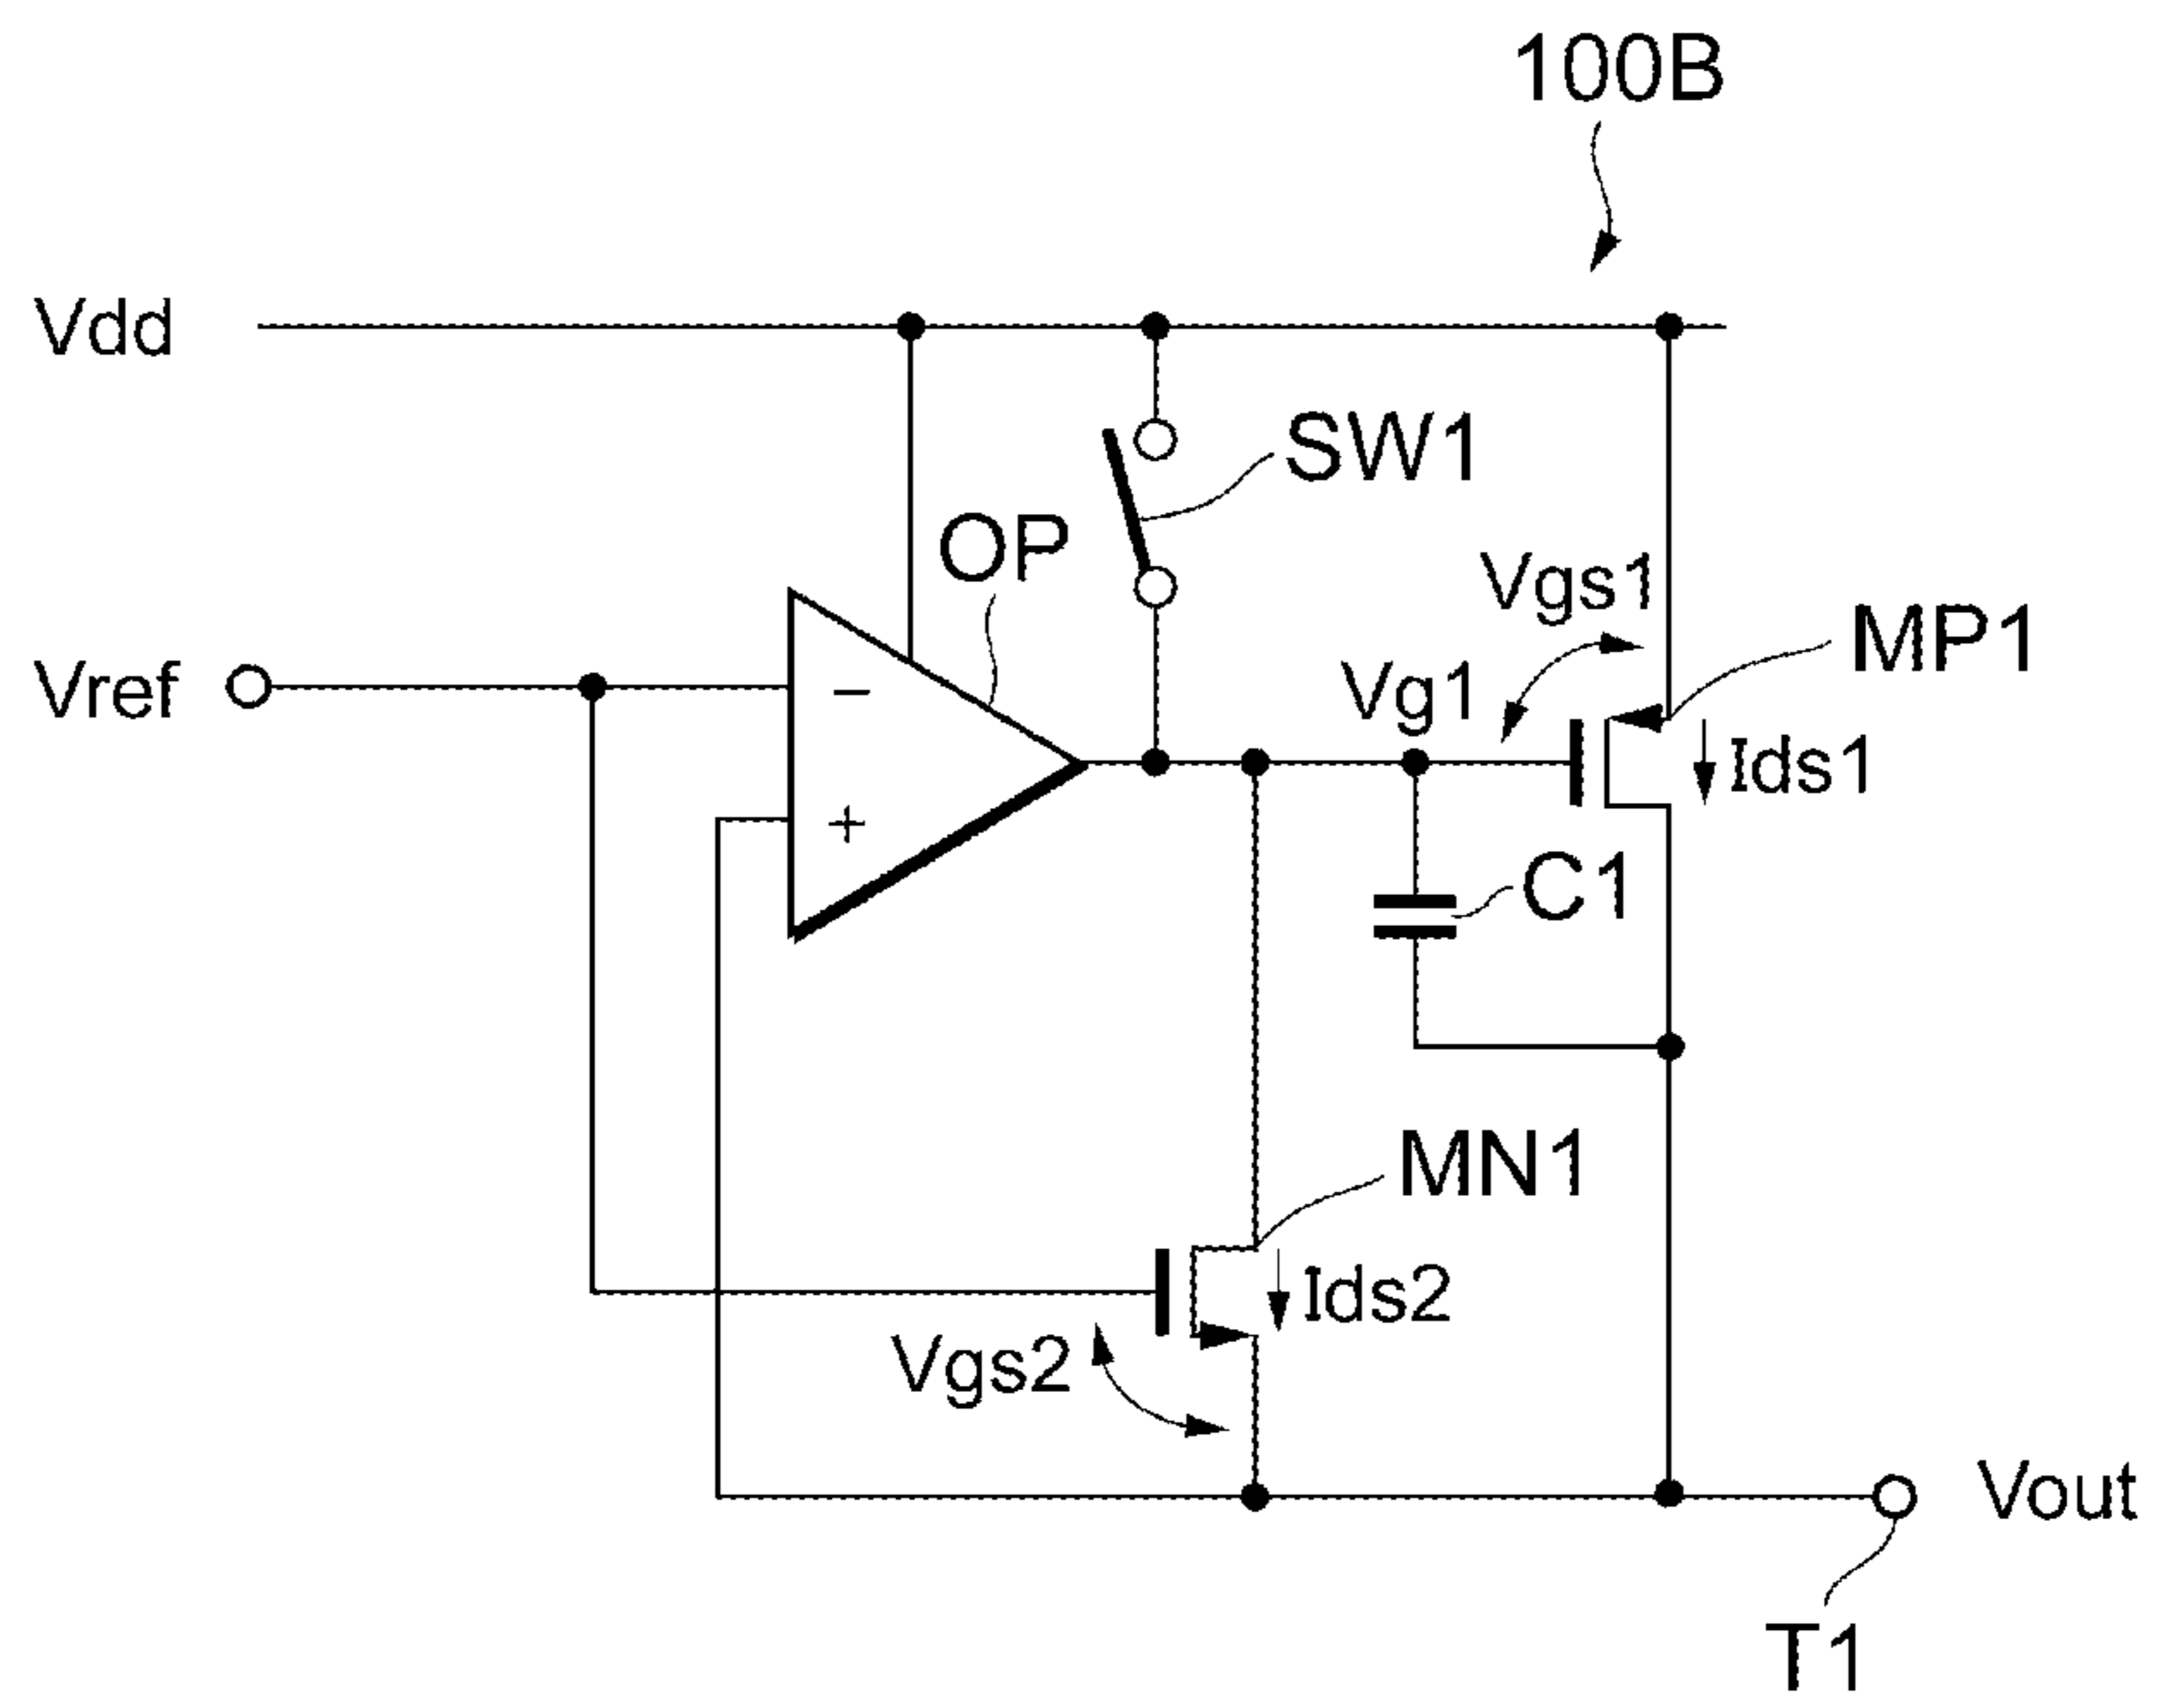 100B
Vdd
SW1
OP
Vgs1
MP1
Vref
Vg1
−
Ids1
+
C1
MN1
Ids2
Vgs2
Vout
T1